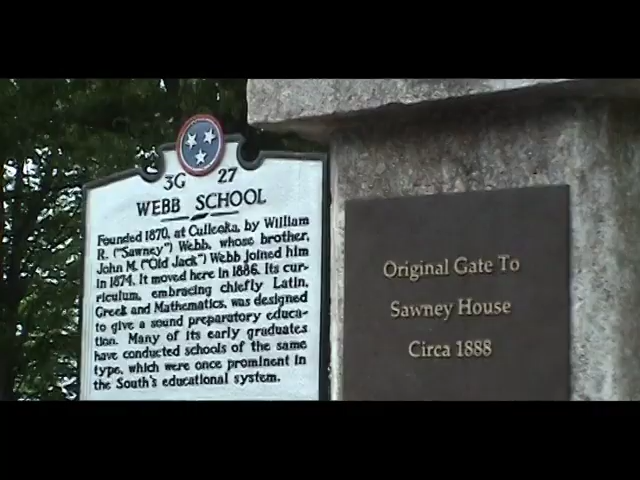 3G 27
WEBB SCHOOL
Founded 1870, at Culleoka, by William
R. ("Sawney") Webb, whose brother,
John M. ("Old Jack") Webb joined him
in 1874. It moved here in 1886. Its cur-
riculum, embracing chiefly Latin,
Greek and Mathematics, was designed
to give a sound preparatory educa-
tion. Many of its early graduates
have conducted schools of the same
type, which were once prominent in
the South's educational system.
Original Gate To
Sawney House
Circa 1888